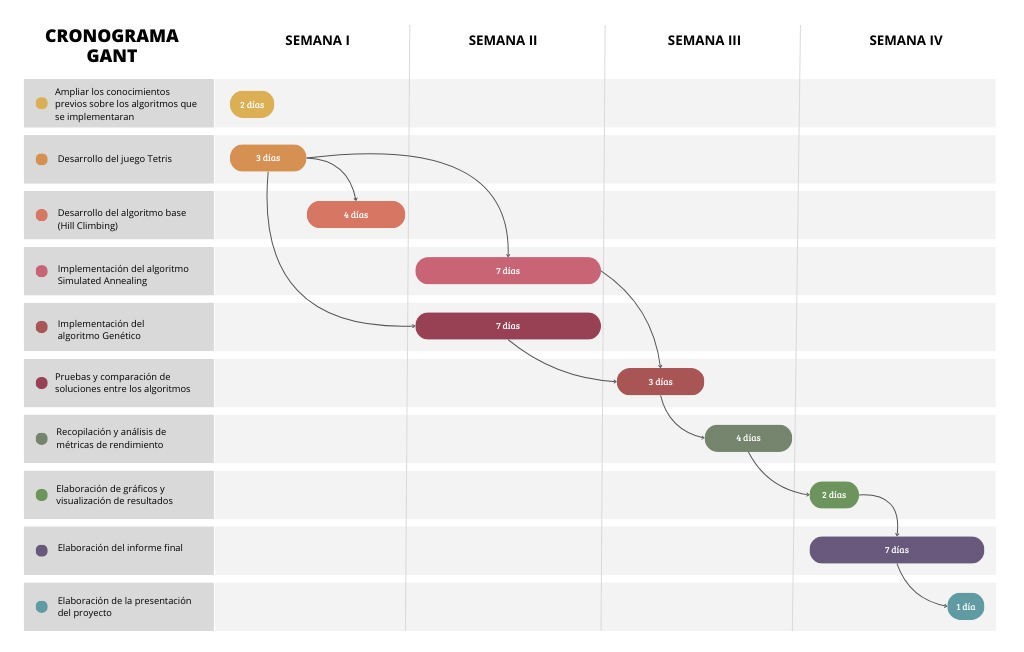 CRONOGRAMA
GANT
SEMANA I
SEMANA II
SEMANA III
SEMANA IV
Ampliar los conocimientos
previos sobre los algoritmos que
se implementaran
2 días
Desarrollo del juego Tetris
3 días
Desarrollo del algoritmo base
(Hill Climbing)
4 días
Implementación del algoritmo
Simulated Annealing
7 días
Implementación del
algoritmo Genético
7 días
Pruebas y comparación de
soluciones entre los algoritmos
3 días
Recopilación y análisis de
métricas de rendimiento
4 días
Elaboración de gráficos y
visualización de resultados
2 días
Elaboración del informe final
7 días
Elaboración de la presentación
del proyecto
1 día